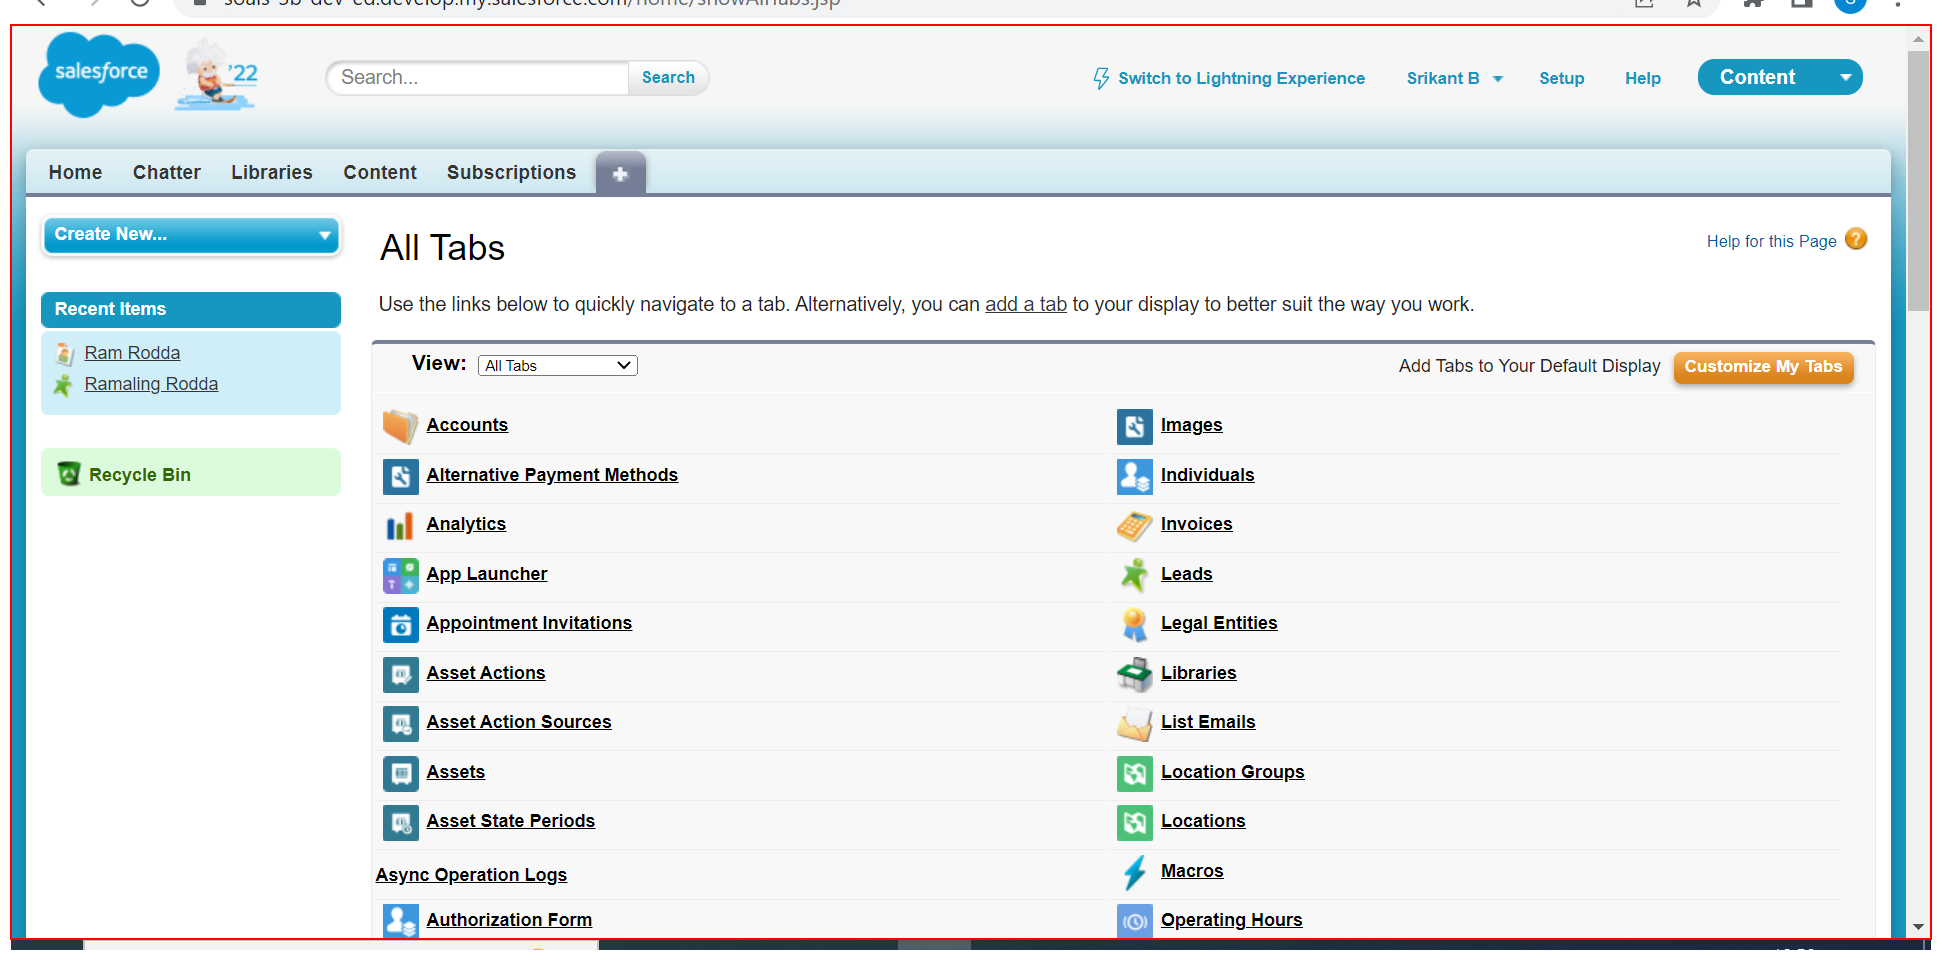 salesforce
'22
Search...
Search
Switch to Lightning Experience
Srikant B
Setup
Help
Content
Home
Chatter
Libraries
Content
Subscriptions
Create New...
Recent Items
Ram Rodda
Ramaling Rodda
Recycle Bin
All Tabs
Help for this Page
Use the links below to quickly navigate to a tab. Alternatively, you can add a tab to your display to better suit the way you work.
View:
All Tabs
Add Tabs to Your Default Display
Customize My Tabs
Accounts
Images
Alternative Payment Methods
Individuals
Analytics
Invoices
App Launcher
Leads
Appointment Invitations
Legal Entities
Asset Actions
Libraries
Asset Action Sources
List Emails
Assets
Location Groups
Asset State Periods
Locations
Async Operation Logs
Macros
Authorization Form
Operating Hours